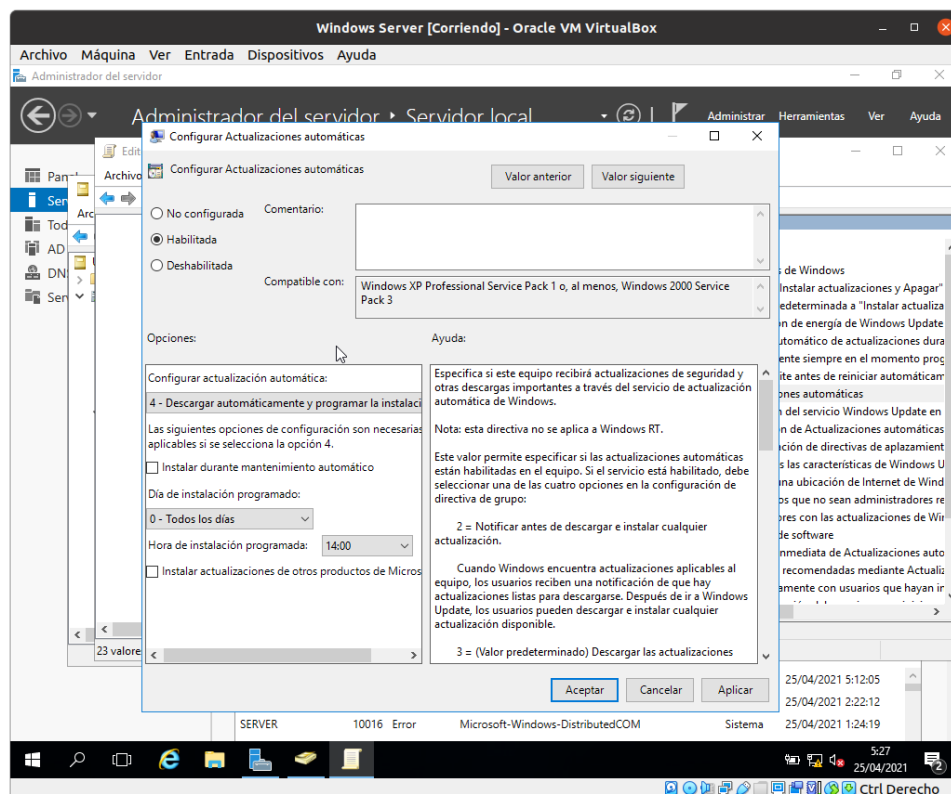 Windows Server [Corriendo] - Oracle VM VirtualBox
Archivo Máquina Ver Entrada Dispositivos Ayuda
Administrador del servidor
Administrador del servidor • Servidor local
Administrar Herramientas Ver Ayuda
Configurar Actualizaciones automáticas
Edit
Archivo
Arc
Ser
Tod
AD
DN
Ser
Configurar Actualizaciones automáticas
Valor anterior
Valor siguiente
No configurada
Habilitada
Deshabilitada
Comentario:
Compatible con:
Windows XP Professional Service Pack 1 o, al menos, Windows 2000 Service
Pack 3
Opciones:
Ayuda:
Configurar actualización automática:
4 - Descargar automáticamente y programar la instalaci
Las siguientes opciones de configuración son necesarias
aplicables si se selecciona la opción 4.
Instalar durante mantenimiento automático
Día de instalación programado:
0 - Todos los días
Hora de instalación programada: 14:00
Instalar actualizaciones de otros productos de Micros
Especifica si este equipo recibirá actualizaciones de seguridad y
otras descargas importantes a través del servicio de actualización
automática de Windows.
Nota: esta directiva no se aplica a Windows RT.
Este valor permite especificar si las actualizaciones automáticas
están habilitadas en el equipo. Si el servicio está habilitado, debe
seleccionar una de las cuatro opciones en la configuración de
directiva de grupo:
2 = Notificar antes de descargar e instalar cualquier
actualización.
Cuando Windows encuentra actualizaciones aplicables al
equipo, los usuarios reciben una notificación de que hay
actualizaciones listas para descargarse. Después de ir a Windows
Update, los usuarios pueden descargar e instalar cualquier
actualización disponible.
3 = (Valor predeterminado) Descargar las actualizaciones
Aceptar
Cancelar
Aplicar
de Windows
Instalar actualizaciones y Apagar"
edeterminada a "Instalar actualiza
n de energía de Windows Update
utomático de actualizaciones dura
ente siempre en el momento prog
ite antes de reiniciar automáticam
ones automáticas
n del servicio Windows Update en
n de Actualizaciones automáticas
ción de directivas de aplazamient
s las características de Windows U
na ubicación de Internet de Wind
os que no sean administradores re
ores con las actualizaciones de Win
de software
nmediata de Actualizaciones auto
recomendadas mediante Actualiz
amente con usuarios que hayan in
23 valore
25/04/2021 5:12:05
25/04/2021 2:22:12
SERVER 10016 Error Microsoft-Windows-DistributedCOM Sistema 25/04/2021 1:24:19
5:27
25/04/2021
2
Ctrl Derecho